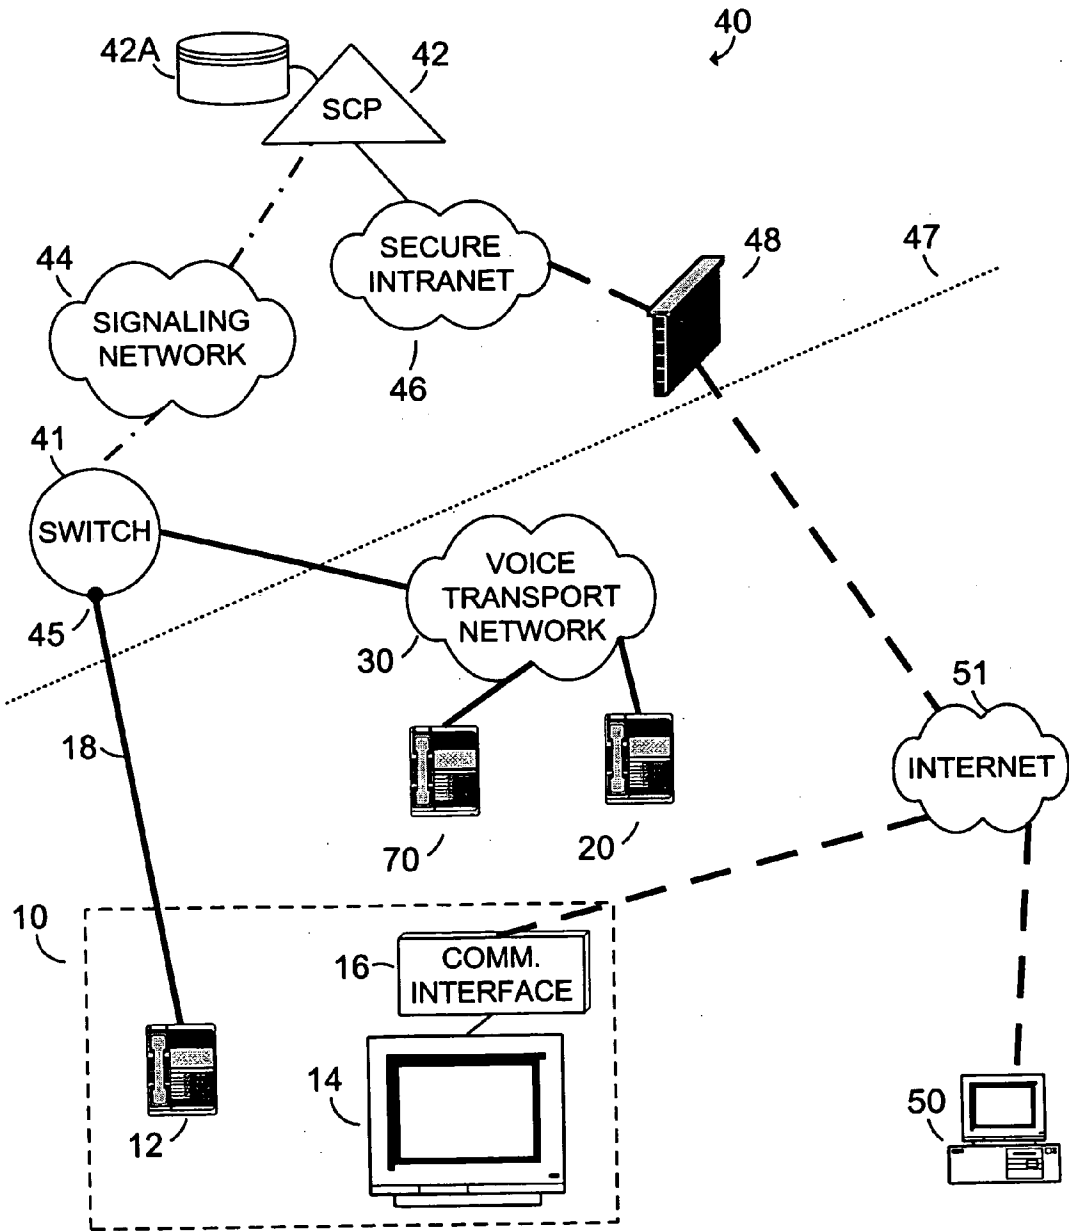 40
42A
42
SCP
SECURE
INTRANET
48
47
44
SIGNALING
NETWORK
46
41
SWITCH
VOICE
TRANSPORT
NETWORK
45
30
51
18
INTERNET
70
20
10
16
COMM.
INTERFACE
14
50
12